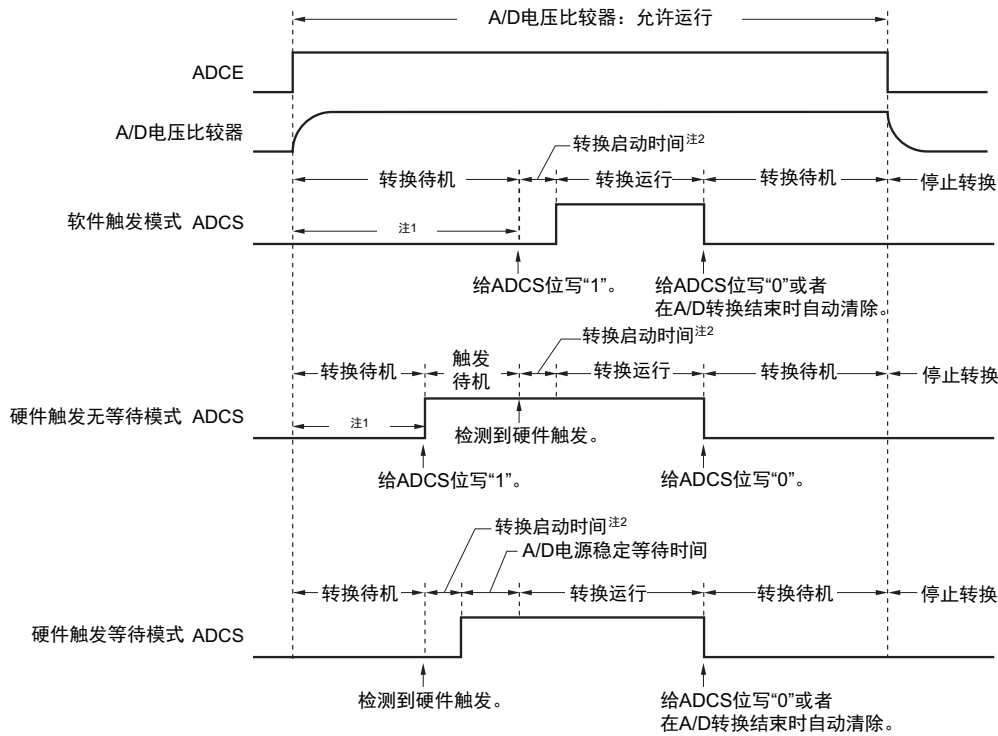 A/D电压比较器：允许运行
ADCE
A/D电压比较器
转换启动时间注2
转换待机
转换运行
转换待机
停止转换
软件触发模式 ADCS
注1
给ADCS位写“1”。
给ADCS位写“0”或者
在A/D转换结束时自动清除。
转换启动时间注2
转换待机
触发
待机
转换运行
转换待机
停止转换
硬件触发无等待模式 ADCS
注1
检测到硬件触发。
给ADCS位写“1”。
给ADCS位写“0”。
转换启动时间注2
A/D电源稳定等待时间
转换待机
转换运行
转换待机
停止转换
硬件触发等待模式 ADCS
检测到硬件触发。
给ADCS位写“0”或者
在A/D转换结束时自动清除。